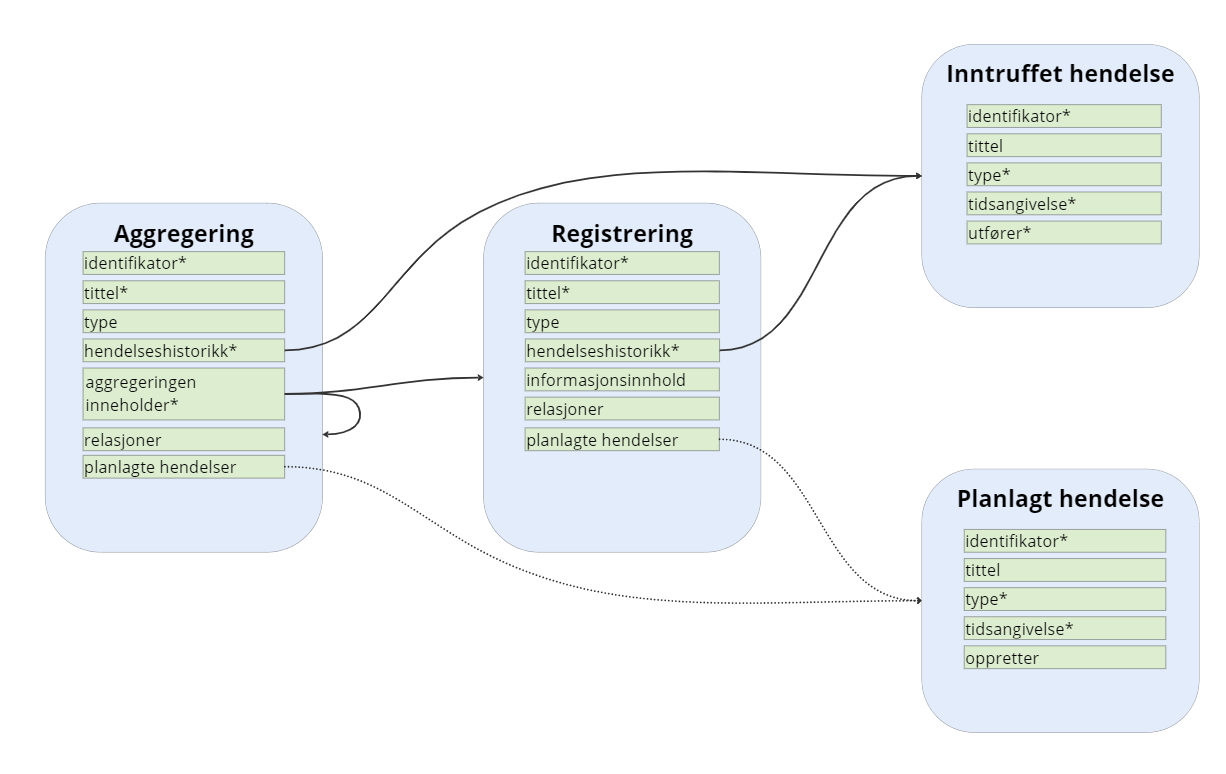 Aggregering
identifikator*
tittel*
type
hendelseshistorikk*
aggregeringen
inneholder*
relasjoner
planlagte hendelser
Registrering
identifikator*
tittel*
type
hendelseshistorikk*
informasjonsinnhold
relasjoner
planlagte hendelser
Inntruffet hendelse
identifikator*
tittel
type*
tidsangivelse*
utfører*
Planlagt hendelse
identifikator*
tittel
type*
tidsangivelse*
oppretter